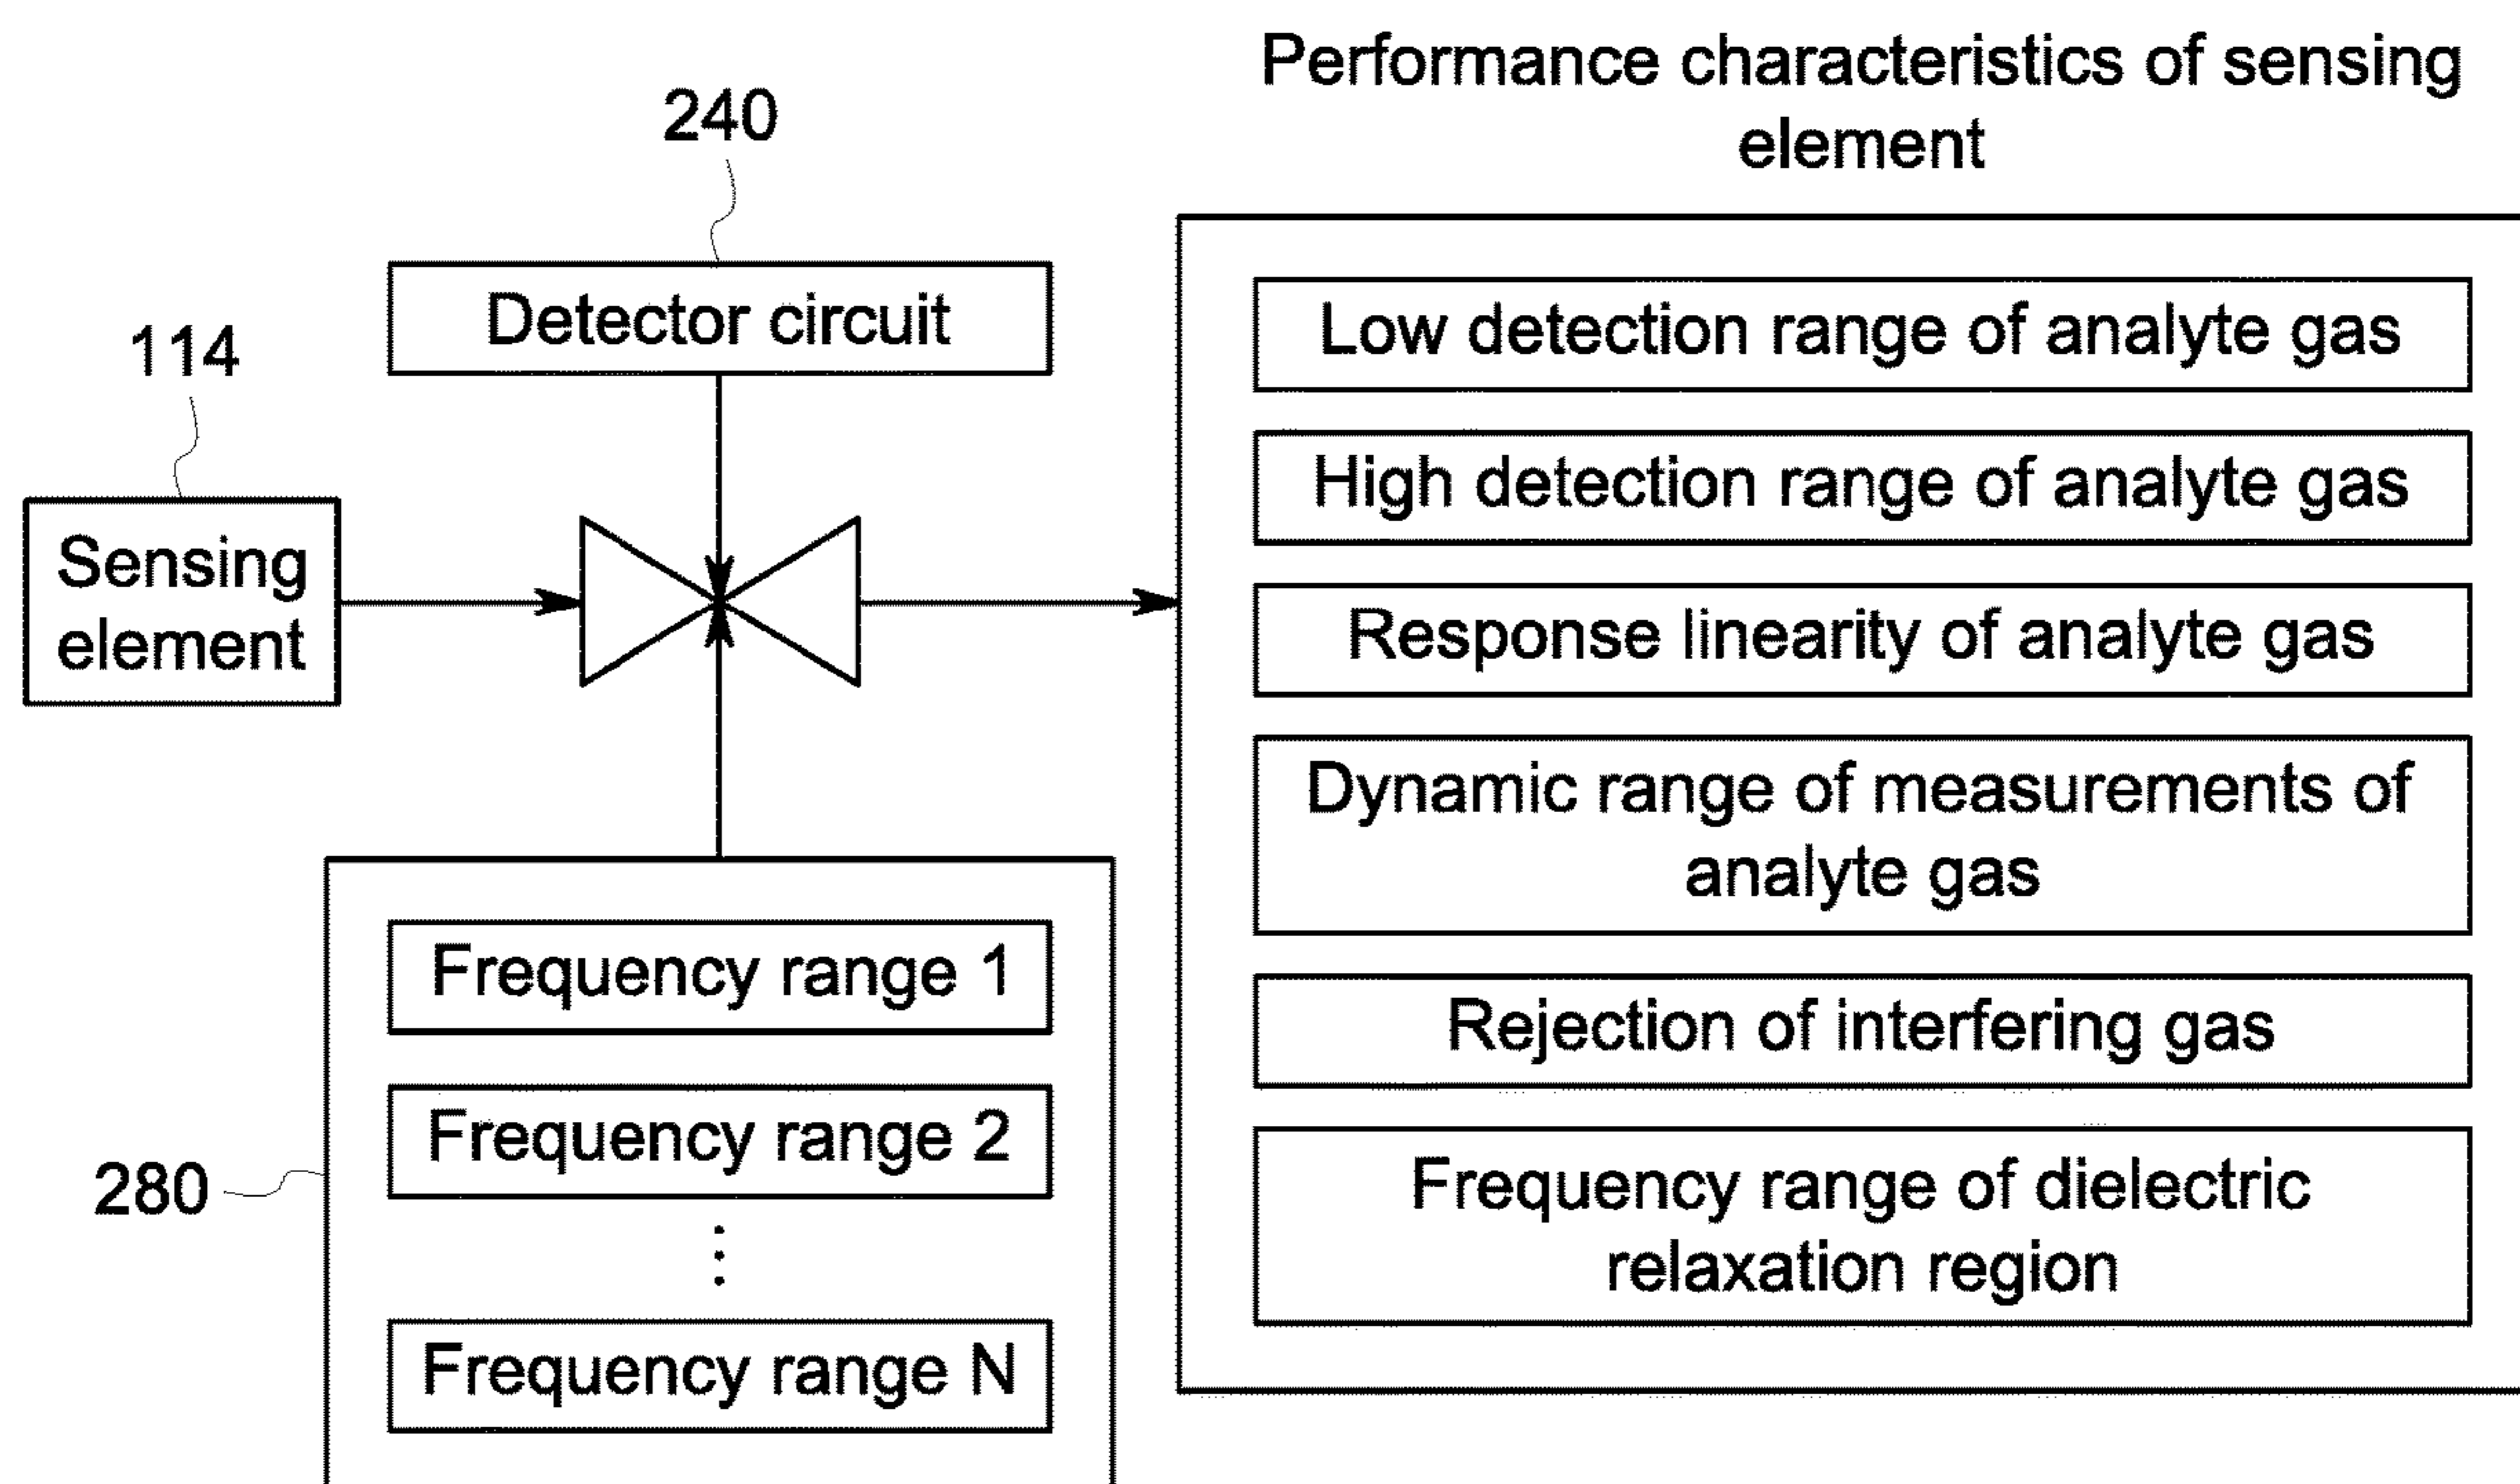 Performance characteristics of sensing
element
240
Detector circuit
114
Sensing
element
Low detection range of analyte gas
High detection range of analyte gas
Response linearity of analyte gas
Dynamic range of measurements of
analyte gas
Rejection of interfering gas
Frequency range of dielectric
relaxation region
280
Frequency range 1
Frequency range 2
⋮
Frequency range N